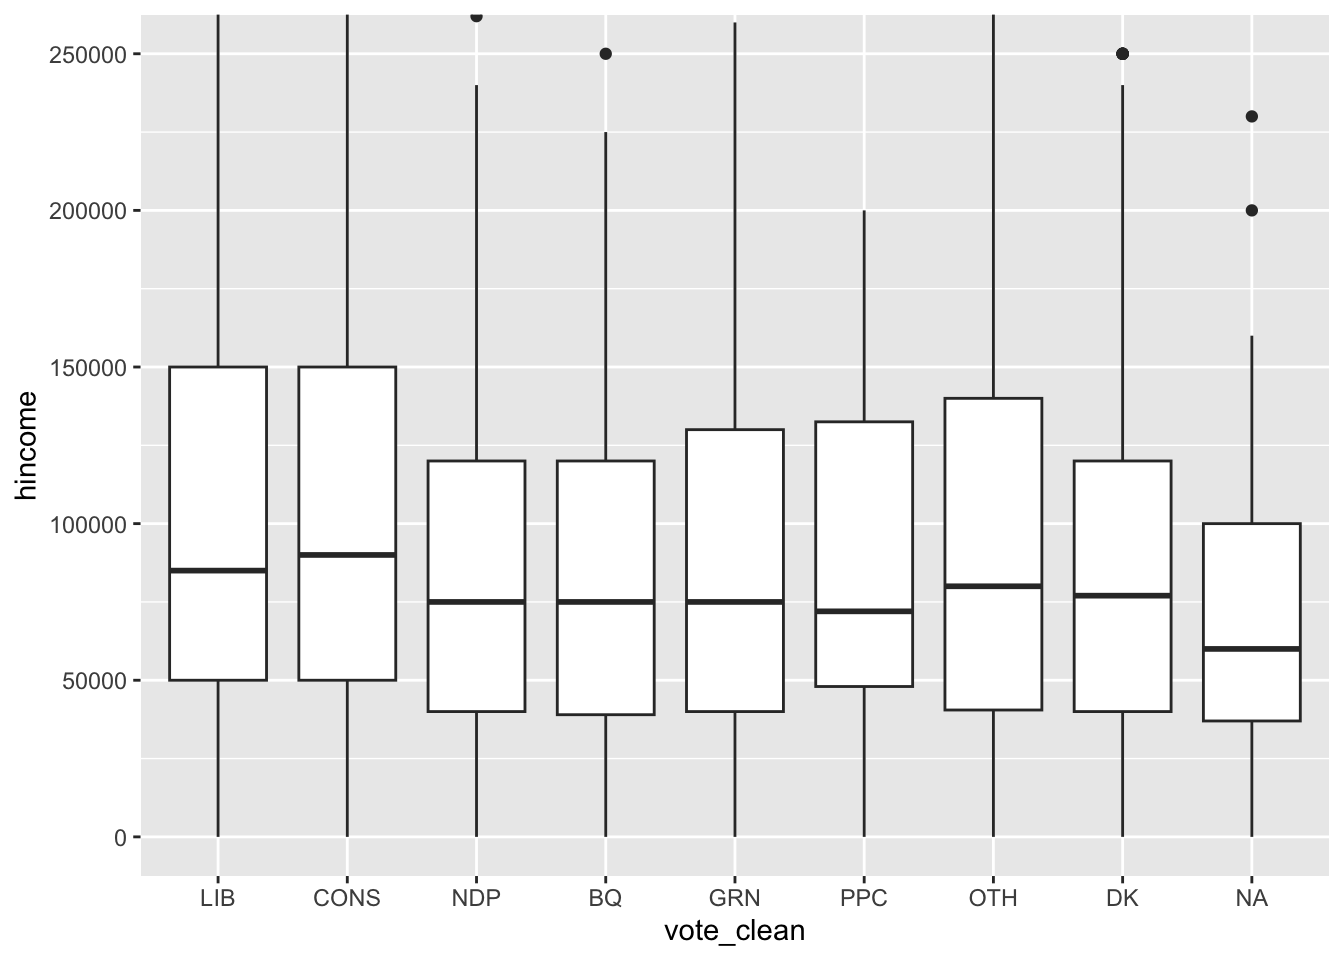 250000
200000
150000
100000
50000
0
hincome
LIB CONS NDP BQ GRN PPC OTH DK NA
vote_clean